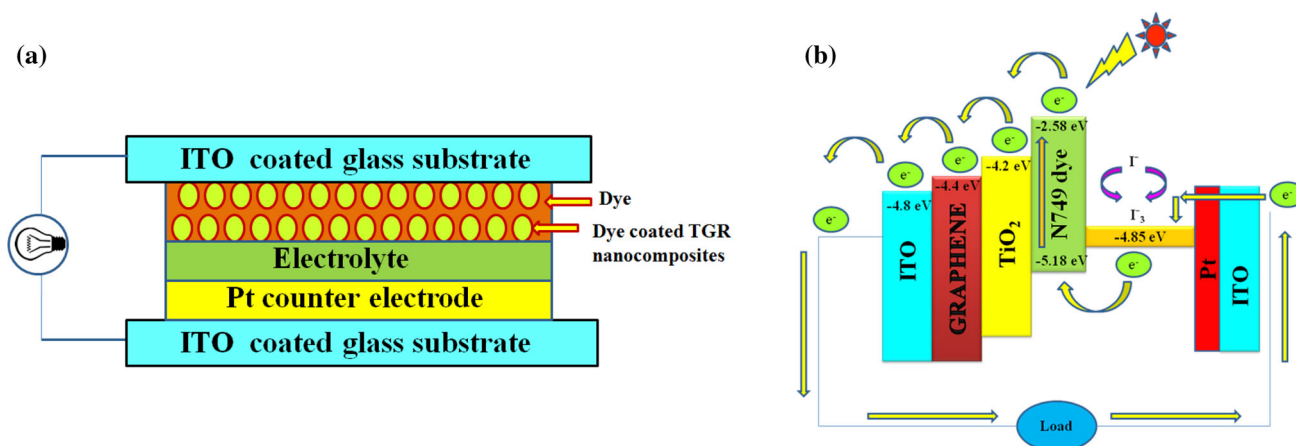 (a)
ITO coated glass substrate
Dye
Dye coated TGR
nanocomposites
Electrolyte
Pt counter electrode
ITO coated glass substrate
(b)
e-
-2.58 eV
e-
-4.2 eV
e-
-4.4 eV
e-
-4.8 eV
e-
ITO
GRAPHENE
TiO2
N749 dye
-5.18 eV
I-
I-3
-4.85 eV
e-
e-
Pt
ITO
Load